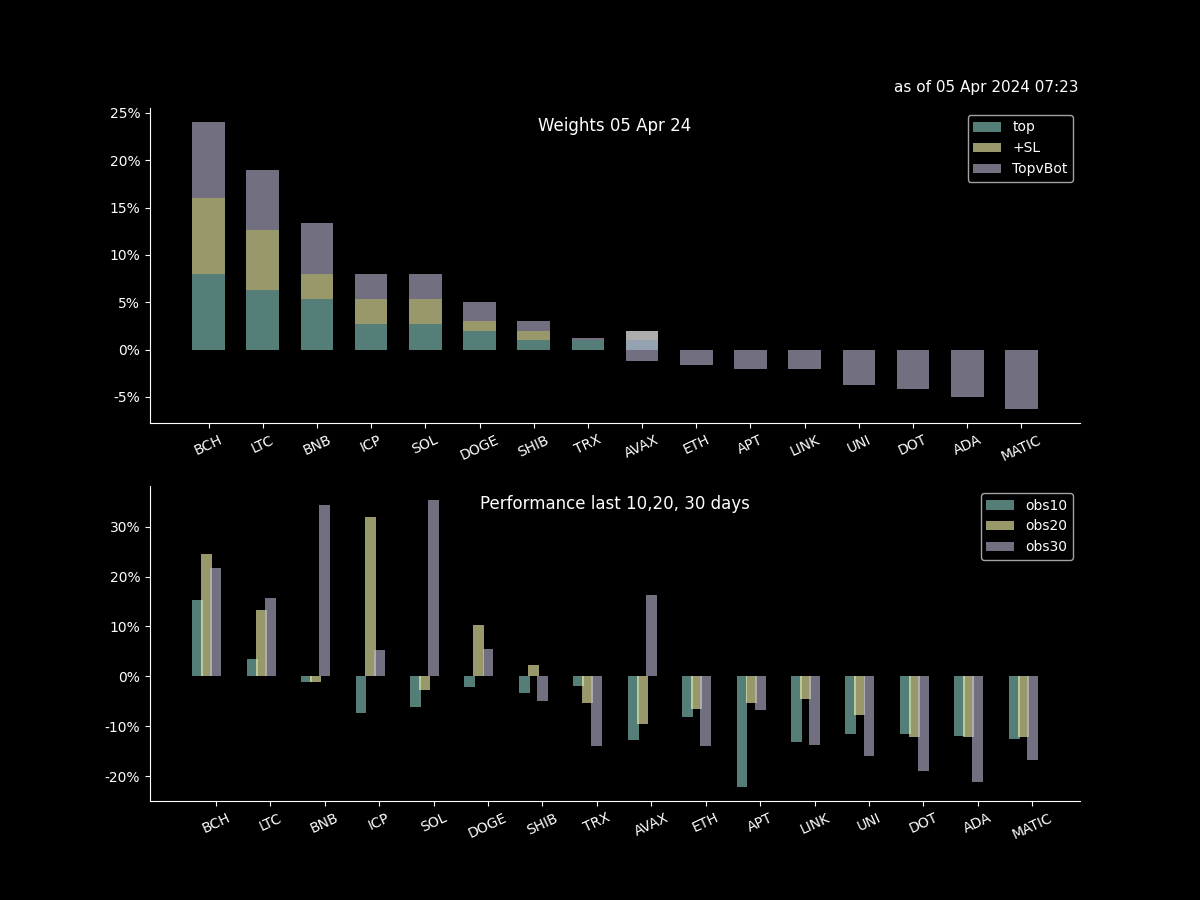 as of 05 Apr 2024 07:23
Weights 05 Apr 24
top
+SL
TopvBot
25%
20%
15%
10%
5%
0%
-5%
BCH LTC BNB ICP SOL DOGE SHIB TRX AVAX ETH APT LINK UNI DOT ADA MATIC
Performance last 10,20, 30 days
obs10
obs20
obs30
30%
20%
10%
0%
-10%
-20%
BCH LTC BNB ICP SOL DOGE SHIB TRX AVAX ETH APT LINK UNI DOT ADA MATIC